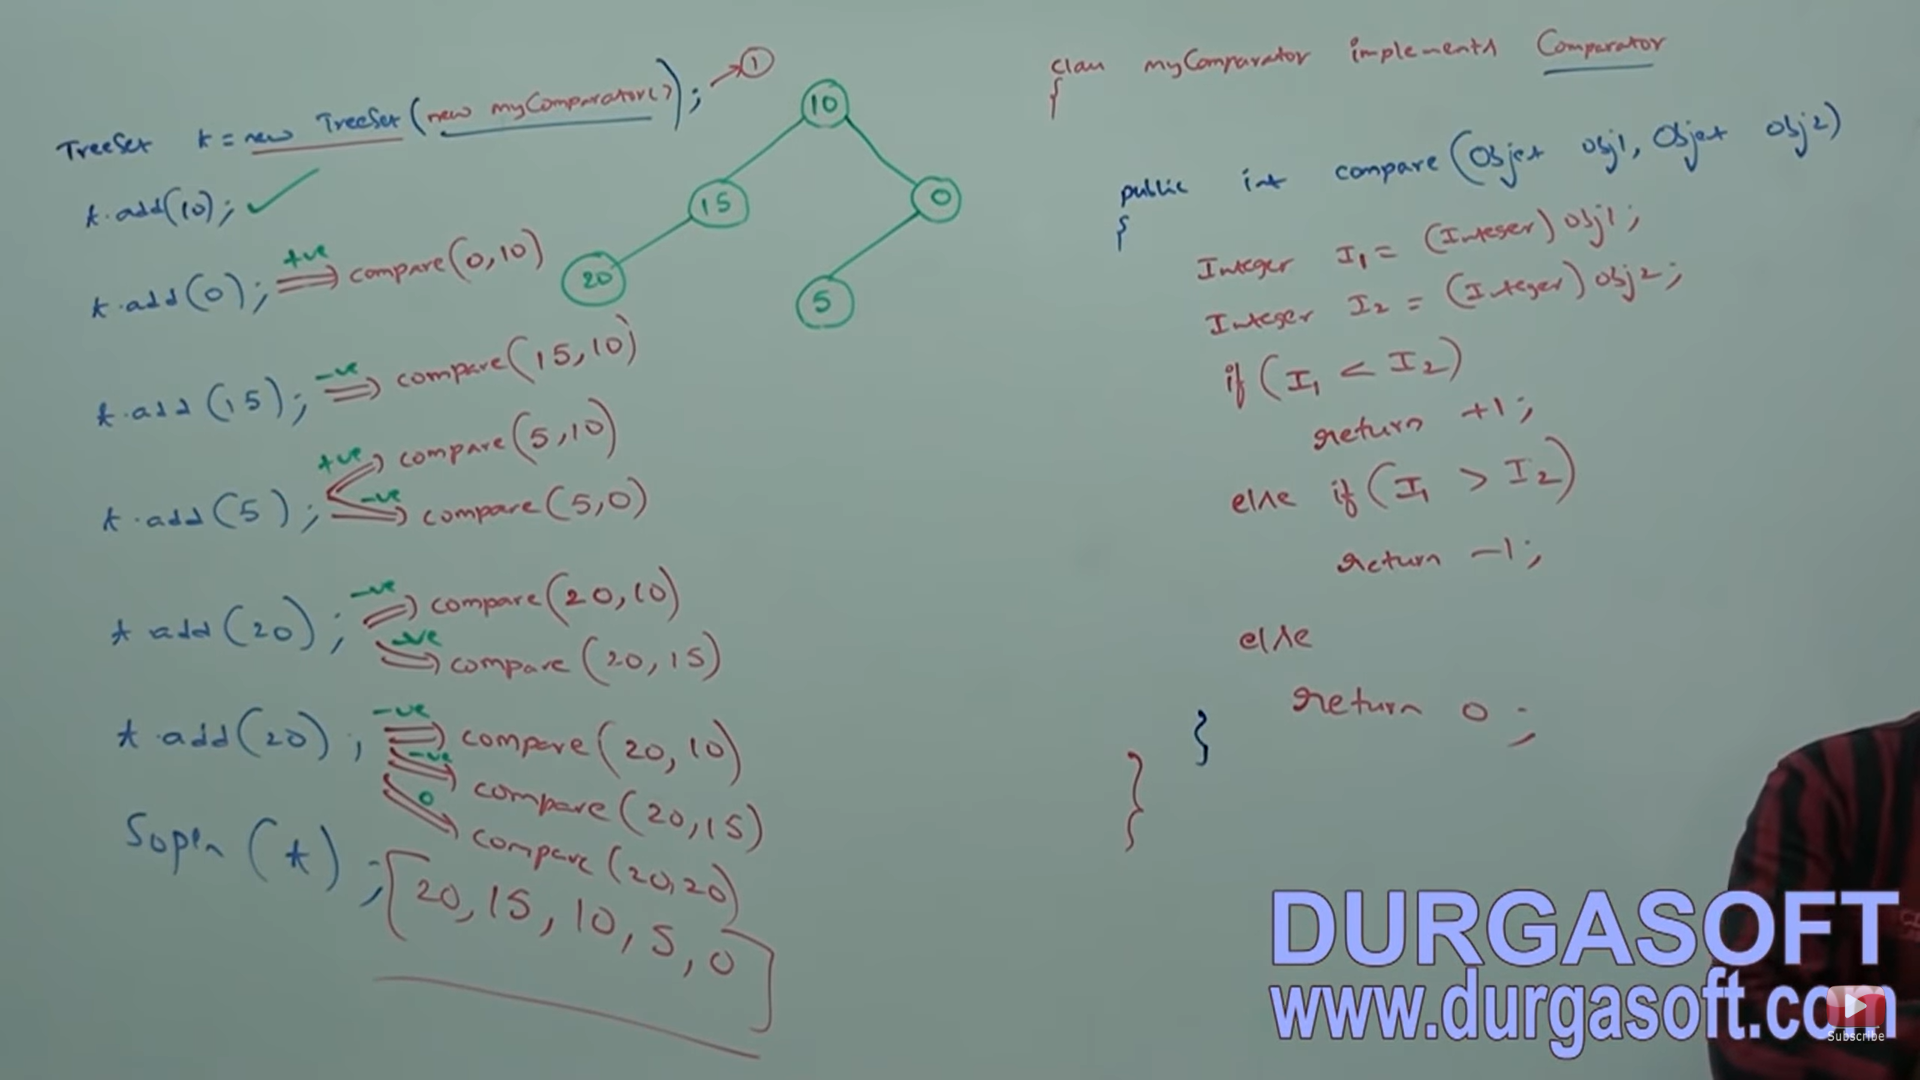 TreeSet t = new TreeSet(new myComparator()); → 1
t.add(10); ✓
t.add(0); +ve ⇒ compare(0,10)
t.add(15); -ve ⇒ compare(15,10)
t.add(5); +ve ⇒ compare(5,10)
-ve ⇒ compare(5,0)
t add(20); -ve ⇒ compare(20,10)
-ve ⇒ compare(20,15)
t.add(20); -ve ⇒ compare(20,10)
-ve ⇒ compare(20,15)
0 ⇒ compare(20,20)
Sopln(t);
[20,15,10,5,0]
10
15
0
20
5
class myComparator implements Comparator
{
public int compare(Object obj1, Object obj2)
{
Integer I1 = (Integer)obj1;
Integer I2 = (Integer)obj2;
if(I1 < I2)
return +1;
else if(I1 > I2)
return -1;
else
return 0;
}
}
DURGASOFT
www.durgasoft.com
Subscribe